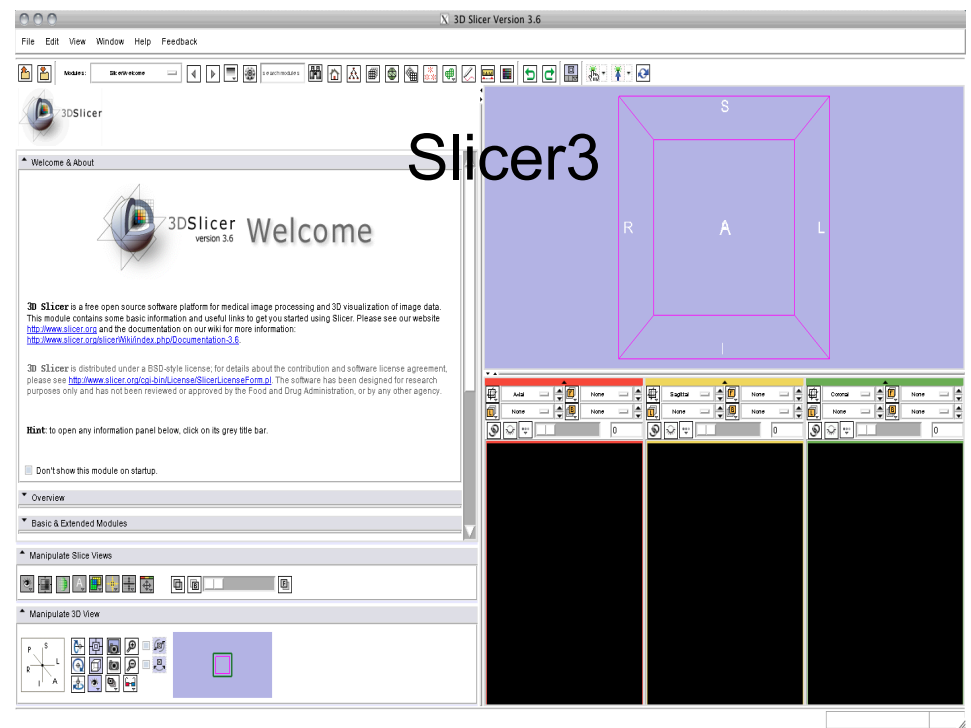 3D Slicer Version 3.6
File Edit View Window Help Feedback
Modules: SlicerWelcome search modules
3DSlicer
Slicer3
Welcome & About
3DSlicer
version 3.6
Welcome
3D Slicer is a free open source software platform for medical image processing and 3D visualization of image data.
This module contains some basic information and useful links to get you started using Slicer. Please see our website
http://www.slicer.org and the documentation on our wiki for more information:
http://www.slicer.org/slicerWiki/index.php/Documentation-3.6.
3D Slicer is distributed under a BSD-style license; for details about the contribution and software license agreement,
please see http://www.slicer.org/cgi-bin/License/SlicerLicenseForm.pl. The software has been designed for research
purposes only and has not been reviewed or approved by the Food and Drug Administration, or by any other agency.
Hint: to open any information panel below, click on its grey title bar.
Don't show this module on startup.
Overview
Basic & Extended Modules
Manipulate Slice Views
Manipulate 3D View
P S
R L
I A
S
R A L
I
Axial None
None None
0
Sagittal None
None None
0
Coronal None
None None
0